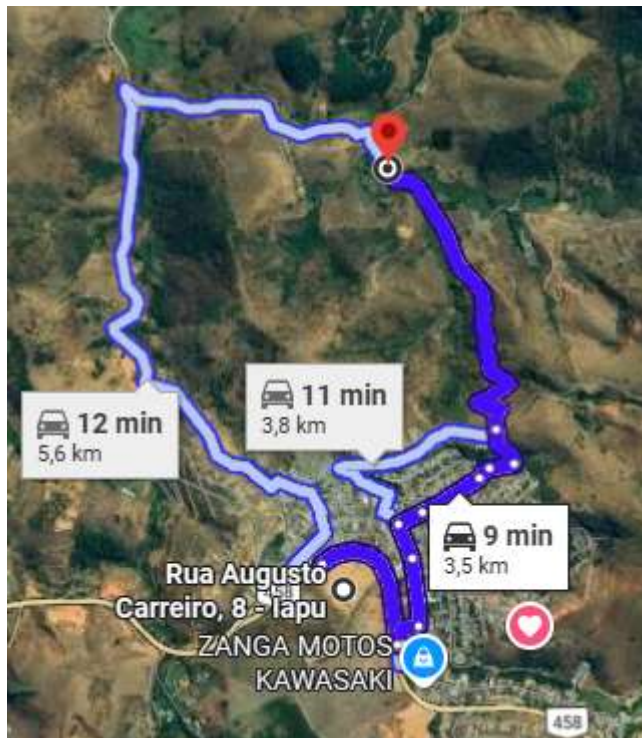 11 min
3,8 km
12 min
5,6 km
9 min
3,5 km
458
Rua Augusto
Carreiro, 8 - Iapu
ZANGA MOTOS
KAWASAKI
458